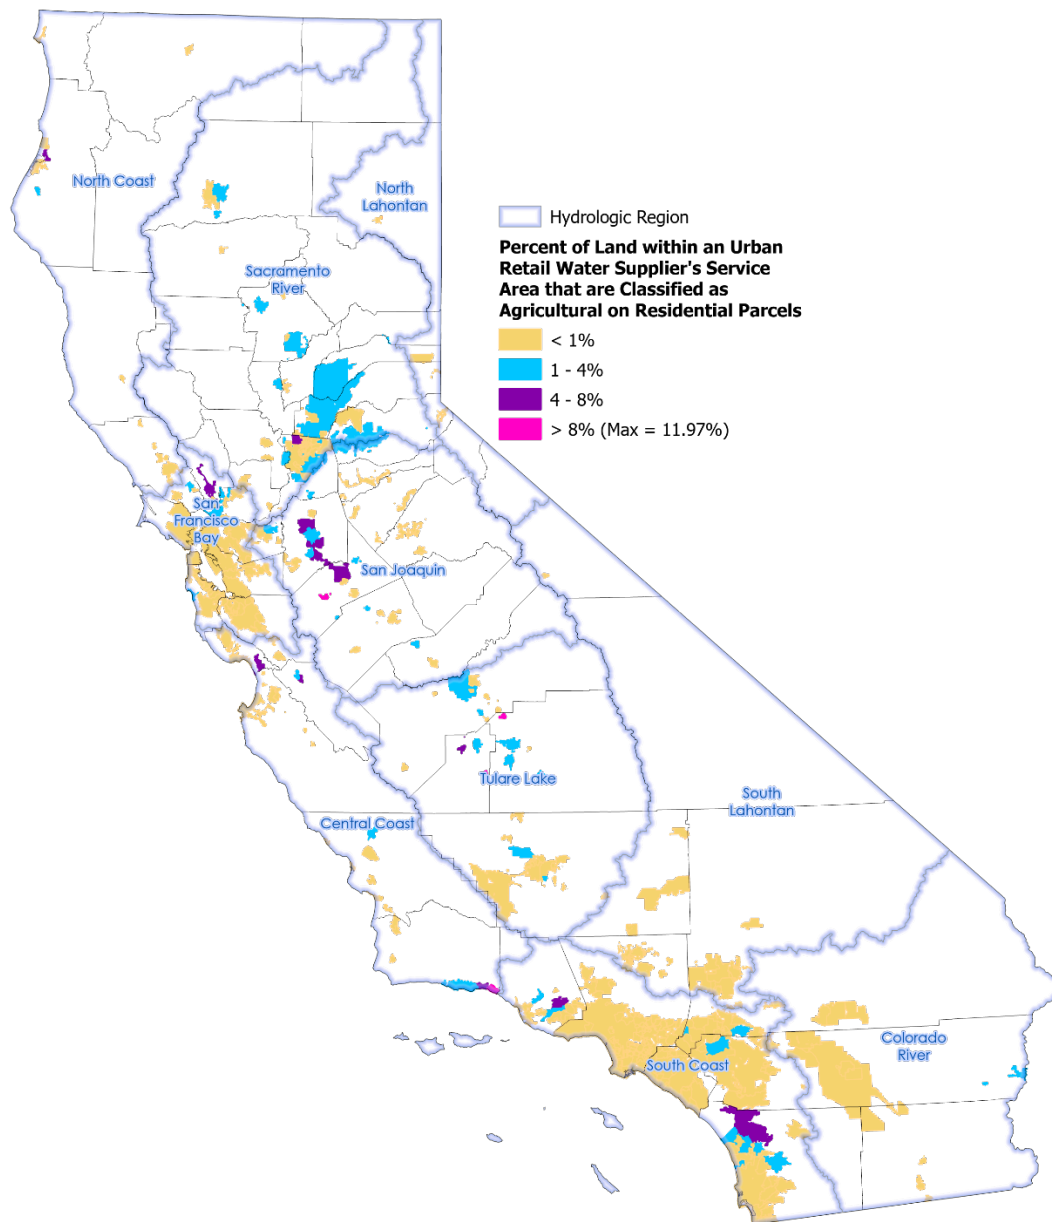 North Coast
North
Lahontan
Sacramento
River
Hydrologic Region
Percent of Land within an Urban
Retail Water Supplier's Service
Area that are Classified as
Agricultural on Residential Parcels
< 1%
1 - 4%
4 - 8%
> 8% (Max = 11.97%)
San
Francisco
Bay
San Joaquin
Tulare Lake
South
Lahontan
Central Coast
Colorado
River
South Coast